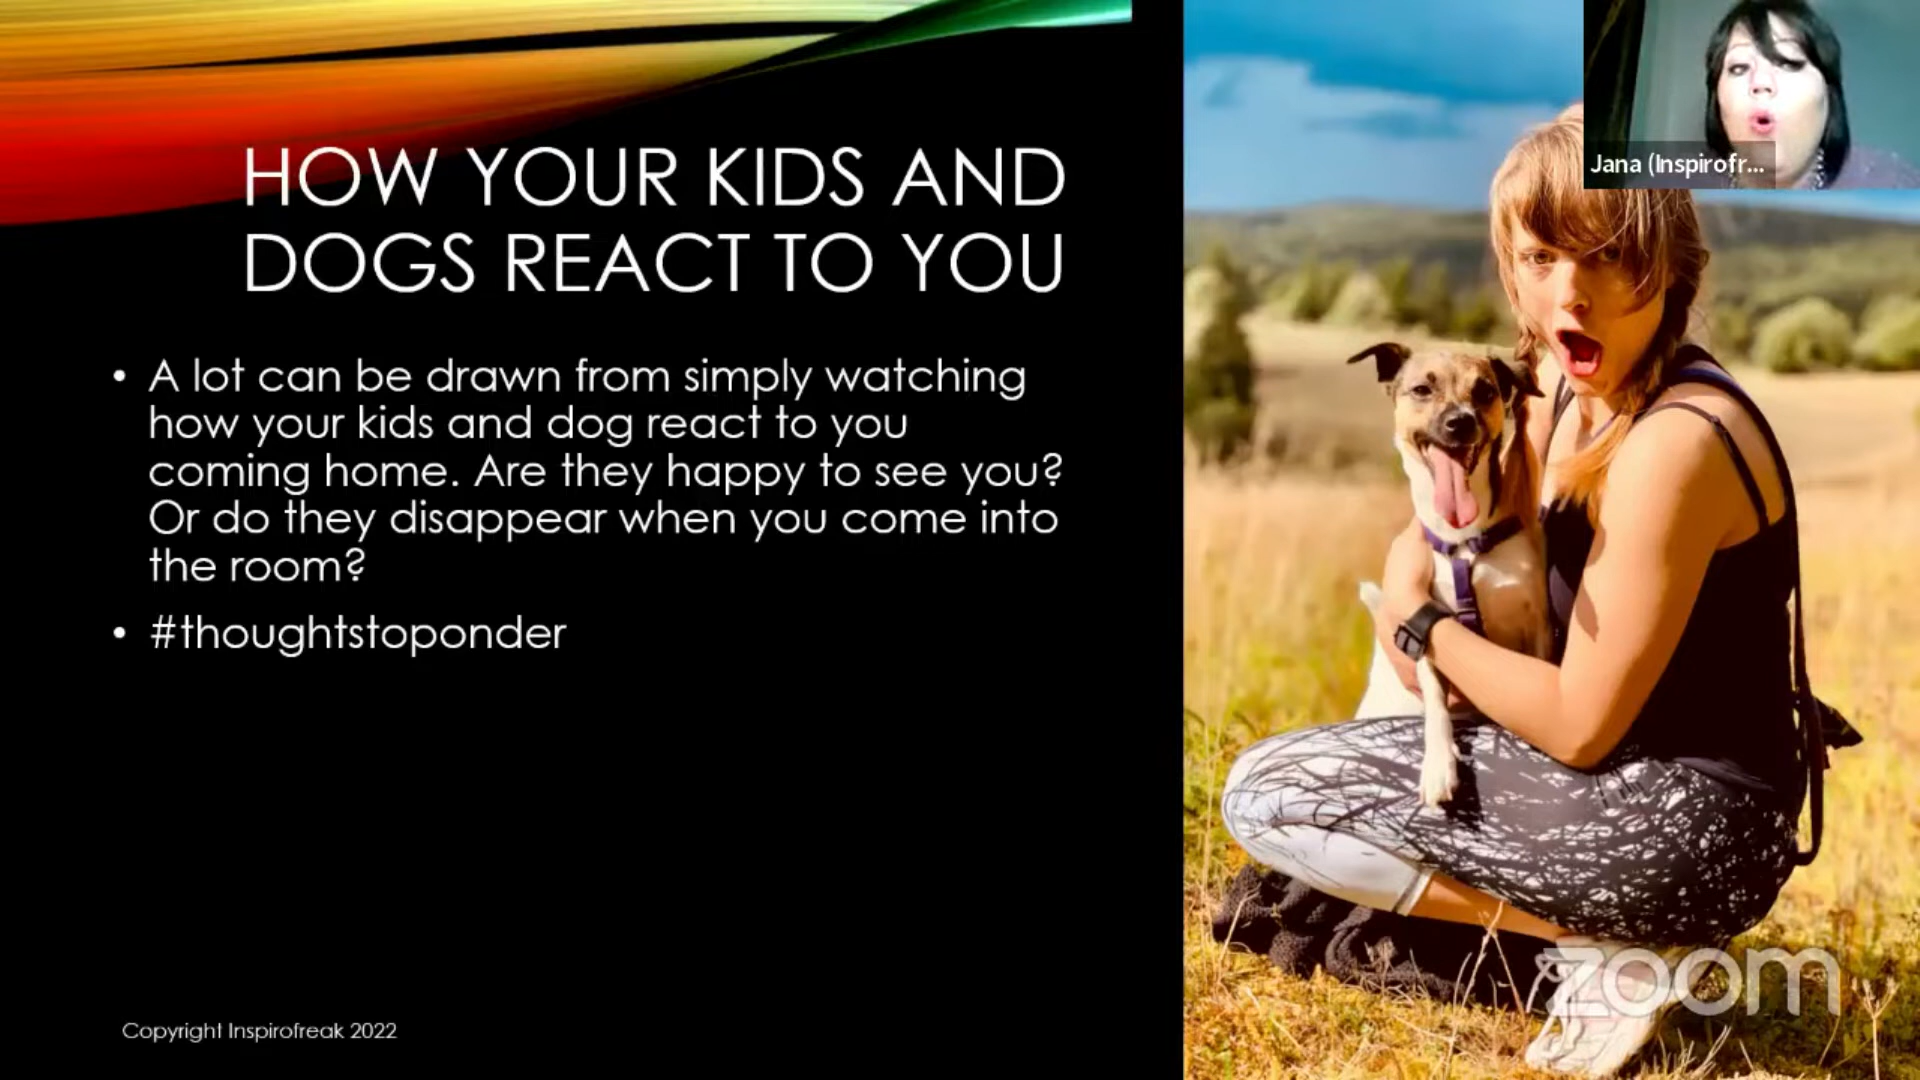 HOW YOUR KIDS AND
DOGS REACT TO YOU
• A lot can be drawn from simply watching
how your kids and dog react to you
coming home. Are they happy to see you?
Or do they disappear when you come into
the room?
• #thoughtstoponder
Copyright Inspirofreak 2022
Jana (Inspirofr...
zoom